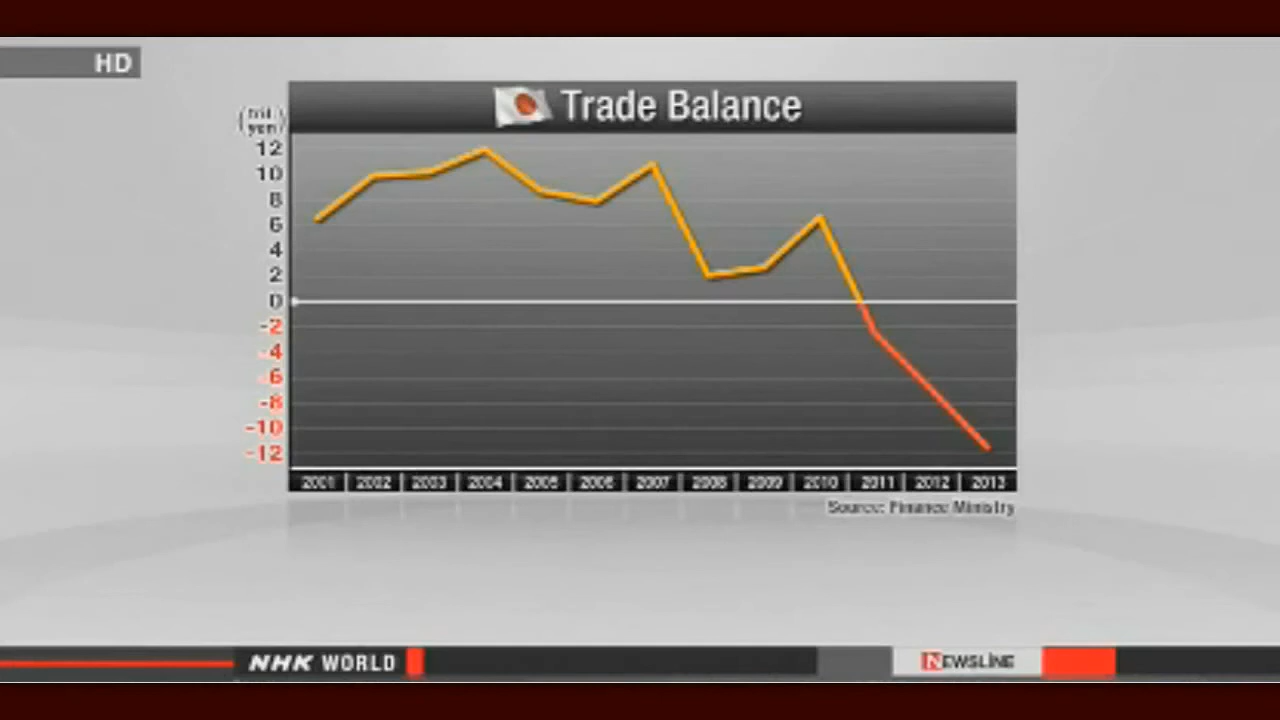 HD
Trade Balance
(tril. yen)
12
10
8
6
4
2
0
-2
-4
-6
-8
-10
-12
2001 2002 2003 2004 2005 2006 2007 2008 2009 2010 2011 2012 2013
Source: Finance Ministry
NHK WORLD
NEWSLINE